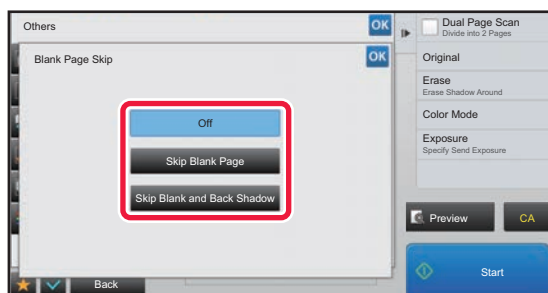 Others
OK
Blank Page Skip
OK
Off
Skip Blank Page
Skip Blank and Back Shadow
Back
Dual Page Scan
Divide into 2 Pages
Original
Erase
Erase Shadow Around
Color Mode
Exposure
Specify Send Exposure
Preview
CA
Start